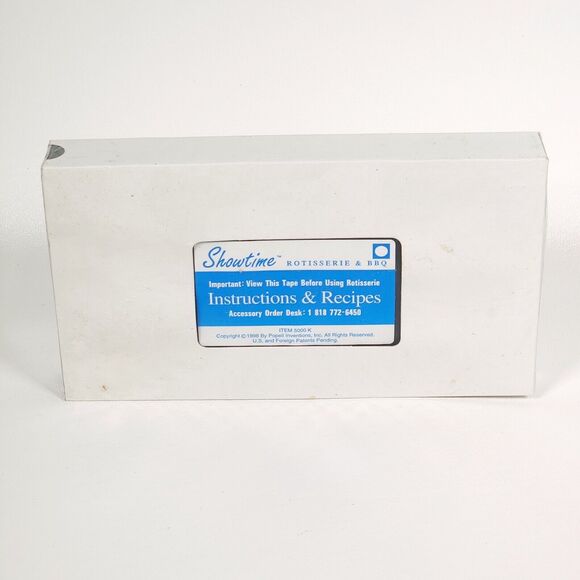 Showtime™ ROTISSERIE & BBQ
Important: View This Tape Before Using Rotisserie
Instructions & Recipes
Accessory Order Desk: 1 818 772-6450
ITEM 5000 K
Copyright ©1998 By Popeil Inventions, Inc. All Rights Reserved.
U.S. and Foreign Patents Pending.